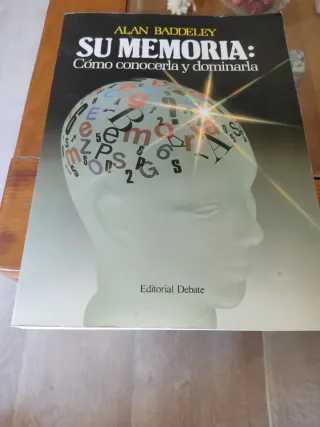 ALAN BADDELEY
SU MEMORIA:
Cómo conocerla y dominarla
Editorial Debate